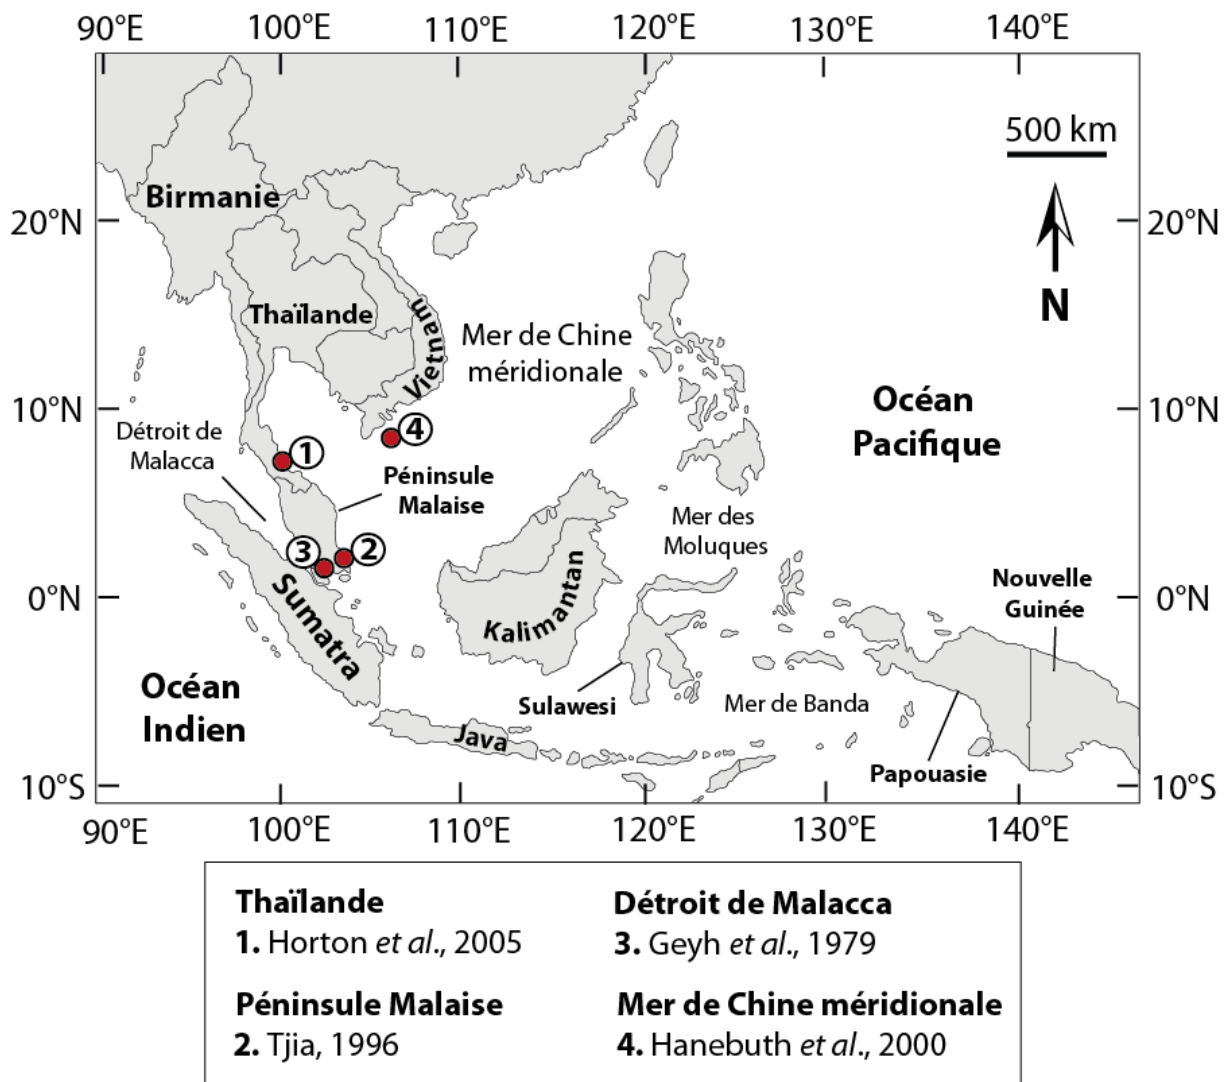 90°E 100°E 110°E 120°E 130°E 140°E
500 km
Birmanie
20°N 20°N
N
Thaïlande
Vietnam
Mer de Chine
méridionale
10°N 10°N
Océan
Pacifique
Détroit de
Malacca
4
1
Péninsule
Malaise
Mer des
Moluques
3 2
Nouvelle
Guinée
0°N 0°N
Sumatra
Kalimantan
Océan
Indien
Sulawesi
Mer de Banda
Java
Papouasie
10°S 10°S
90°E 100°E 110°E 120°E 130°E 140°E
Thaïlande
1. Horton et al., 2005
Péninsule Malaise
2. Tjia, 1996
Détroit de Malacca
3. Geyh et al., 1979
Mer de Chine méridionale
4. Hanebuth et al., 2000